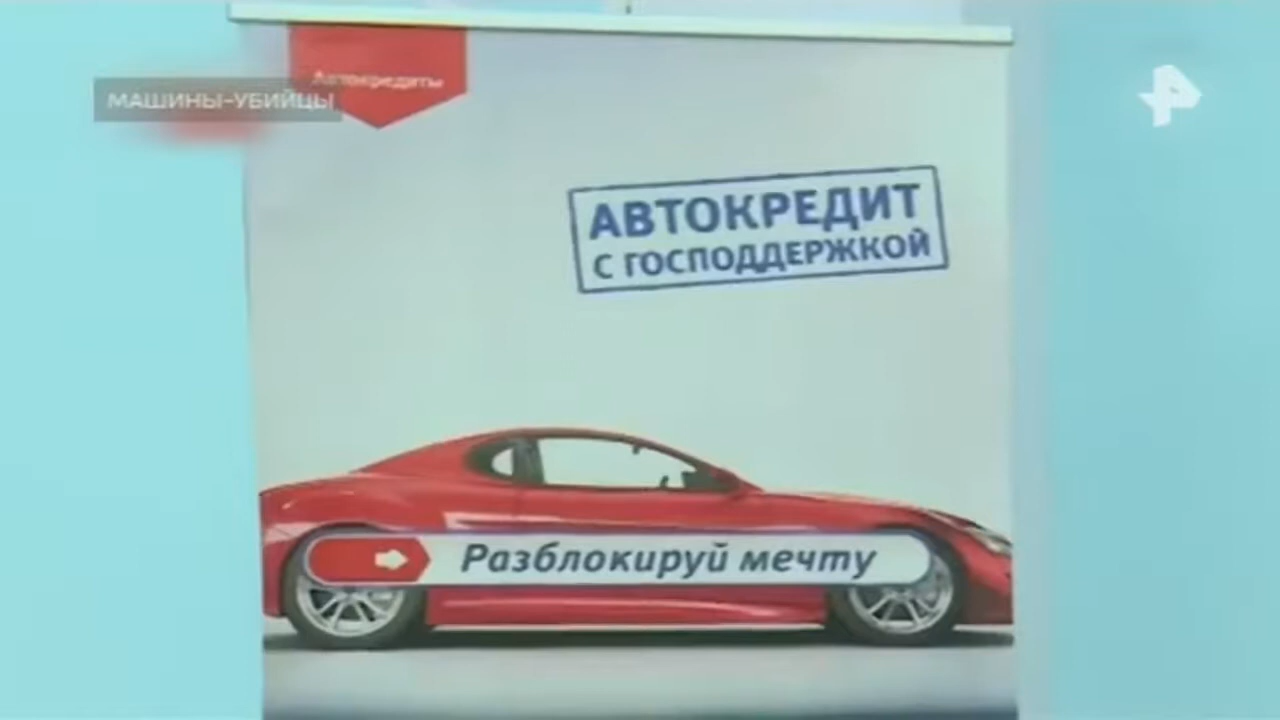 Автокредиты
МАШИНЫ-УБИЙЦЫ
АВТОКРЕДИТ
С ГОСПОДДЕРЖКОЙ
Разблокируй мечту